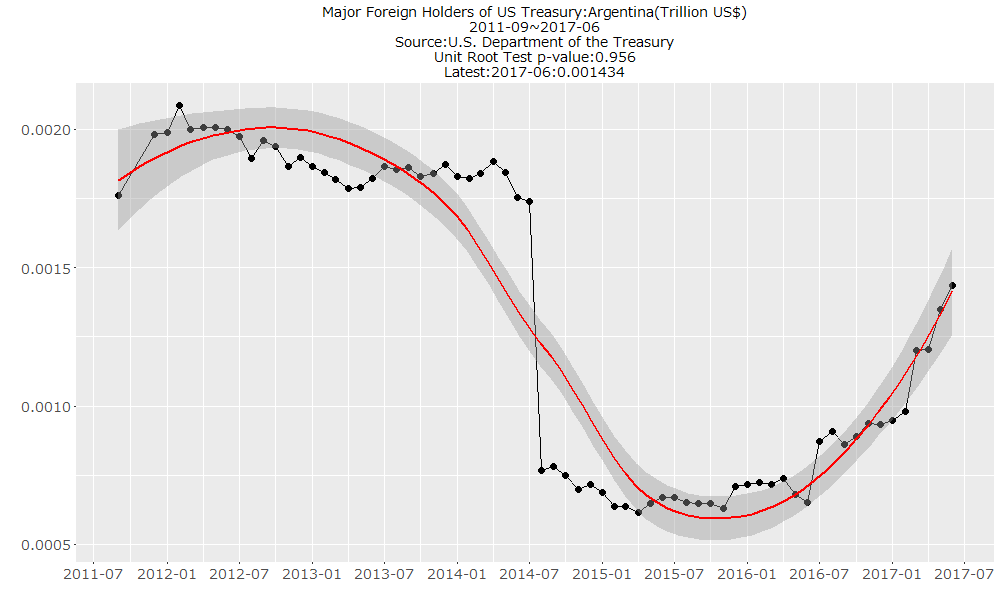 Major Foreign Holders of US Treasury:Argentina(Trillion US$)
2011-09~2017-06
Source:U.S. Department of the Treasury
Unit Root Test p-value:0.956
Latest:2017-06:0.001434
0.0020
0.0015
0.0010
0.0005
2011-07 2012-01 2012-07 2013-01 2013-07 2014-01 2014-07 2015-01 2015-07 2016-01 2016-07 2017-01 2017-07